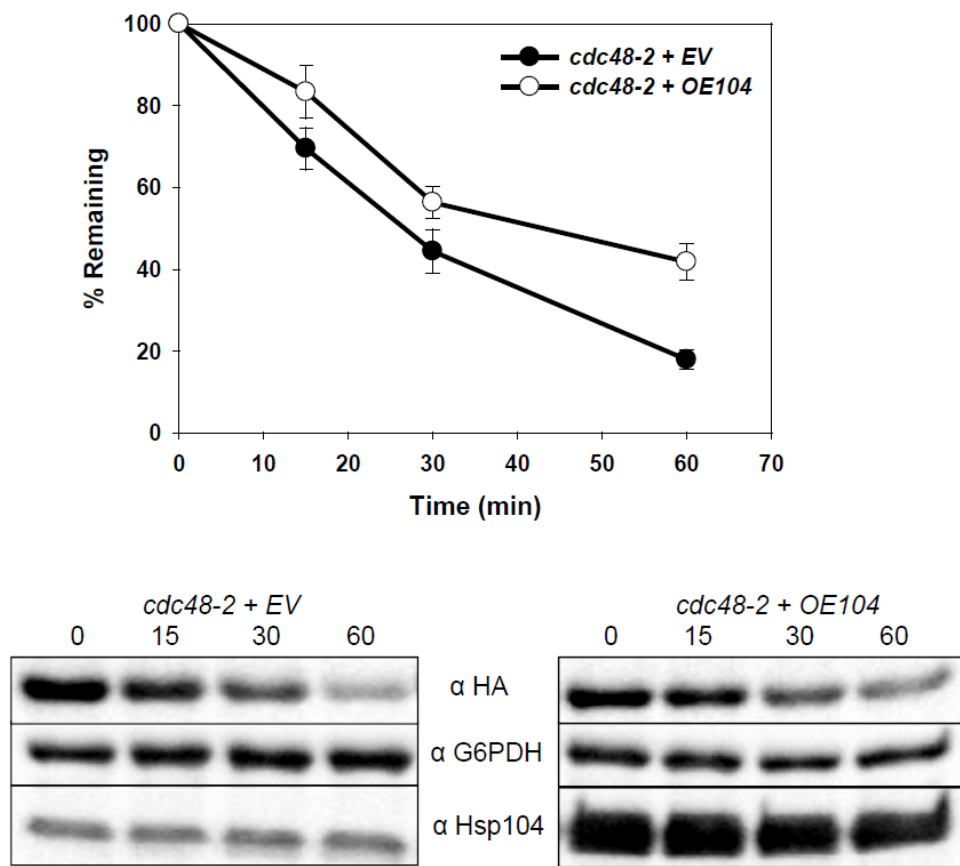 100
80
60
40
20
0
% Remaining
cdc48-2 + EV
cdc48-2 + OE104
0 10 20 30 40 50 60 70
Time (min)
cdc48-2 + EV
0 15 30 60
cdc48-2 + OE104
0 15 30 60
α HA
α G6PDH
α Hsp104